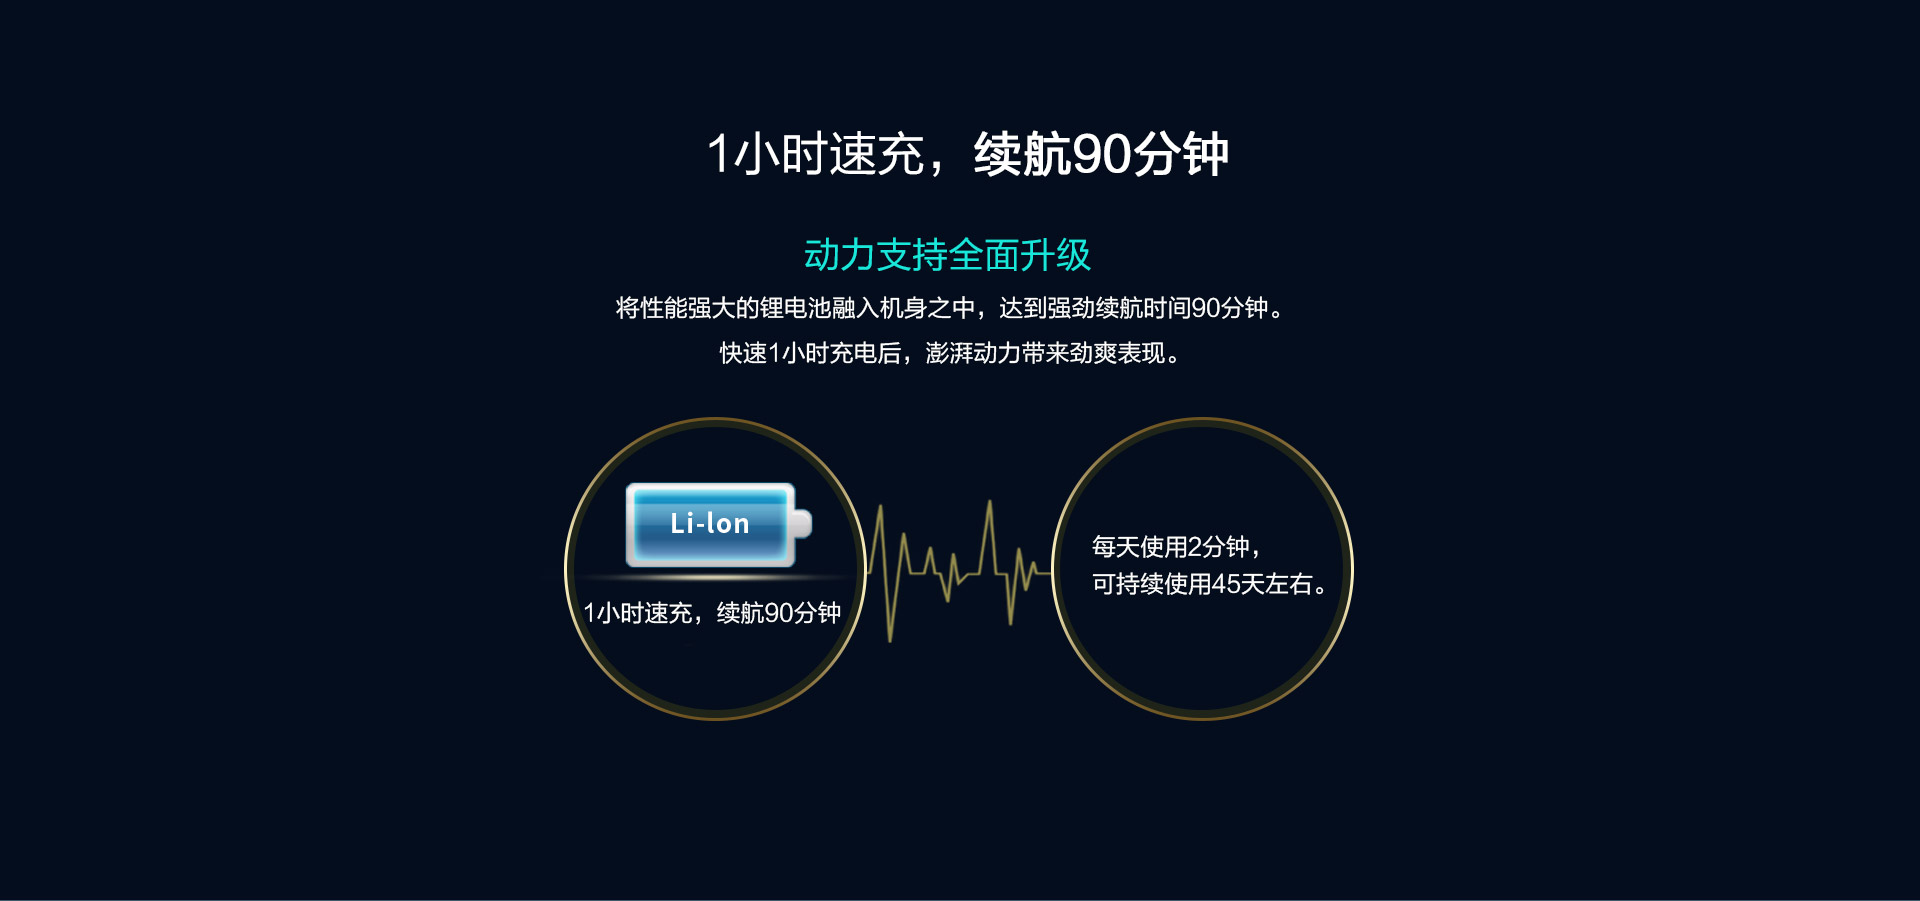 1小时速充，续航90分钟
动力支持全面升级
将性能强大的锂电池融入机身之中，达到强劲续航时间90分钟。
快速1小时充电后，澎湃动力带来劲爽表现。
Li-lon
1小时速充，续航90分钟
每天使用2分钟，
可持续使用45天左右。